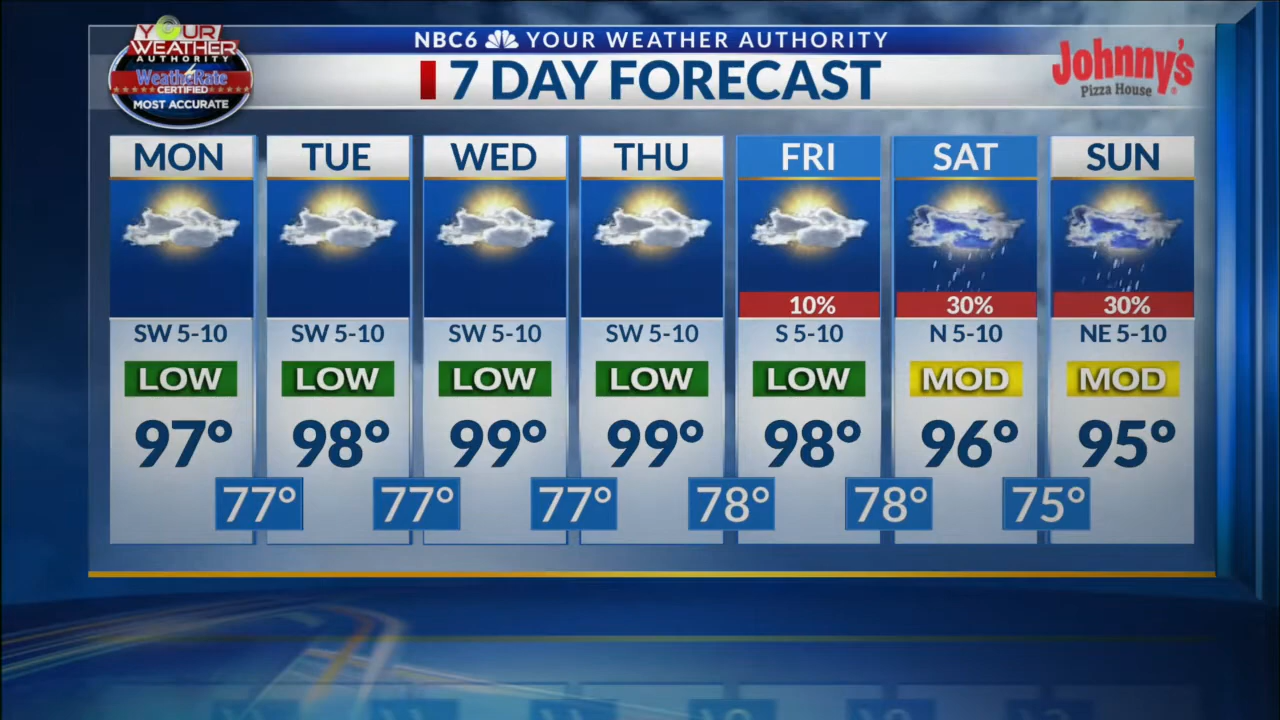 YOUR
WEATHER
AUTHORITY
WeatheRate
CERTIFIED
MOST ACCURATE
NBC6 YOUR WEATHER AUTHORITY
7 DAY FORECAST
Johnny's
Pizza House
MON TUE WED THU FRI SAT SUN
10% 30% 30%
SW 5-10 SW 5-10 SW 5-10 SW 5-10 S 5-10 N 5-10 NE 5-10
LOW LOW LOW LOW LOW MOD MOD
97° 98° 99° 99° 98° 96° 95°
77° 77° 77° 78° 78° 75°